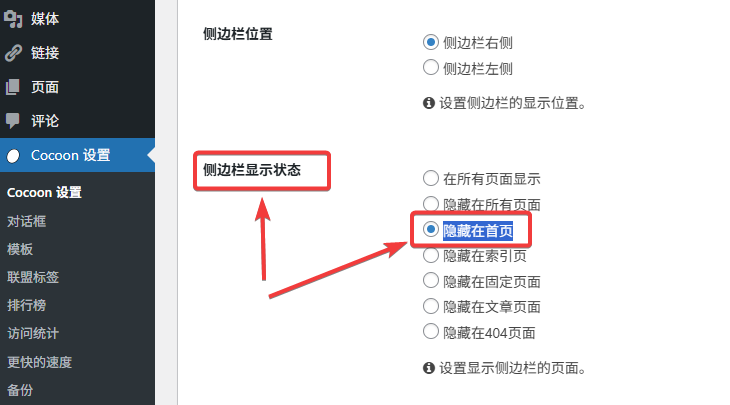 媒体
链接
页面
评论
Cocoon 设置
Cocoon 设置
对话框
模板
联盟标签
排行榜
访问统计
更快的速度
备份
侧边栏位置
侧边栏右侧
侧边栏左侧
设置侧边栏的显示位置。
侧边栏显示状态
在所有页面显示
隐藏在所有页面
隐藏在首页
隐藏在索引页
隐藏在固定页面
隐藏在文章页面
隐藏在404页面
设置显示侧边栏的页面。